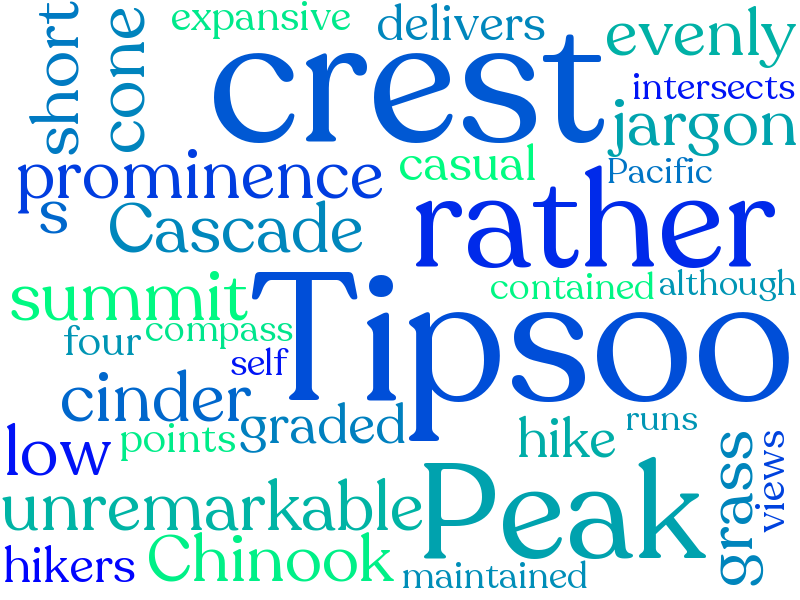 short
cone
expansive
delivers
evenly
crest
intersects
jargon
prominence
casual
Pacific
s
Cascade
rather
summit
Tipsoo
contained
although
four
compass
self
cinder
graded
low
points
hike
runs
grass
views
unremarkable
Peak
hikers
Chinook
maintained